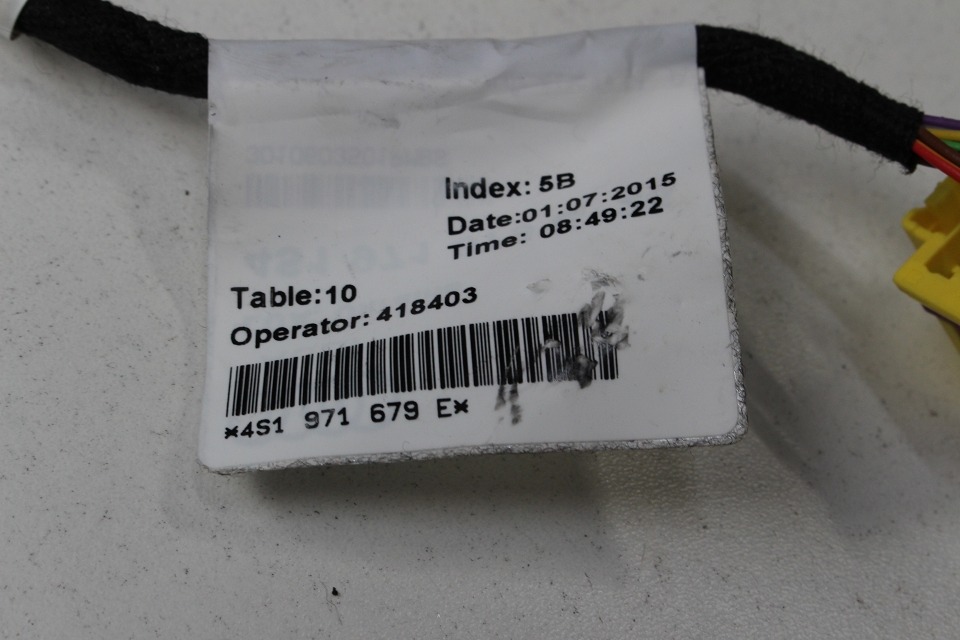 Index: 5B
Date:01:07:2015
Time: 08:49:22
Table:10
Operator: 418403
*4S1 971 679 E*